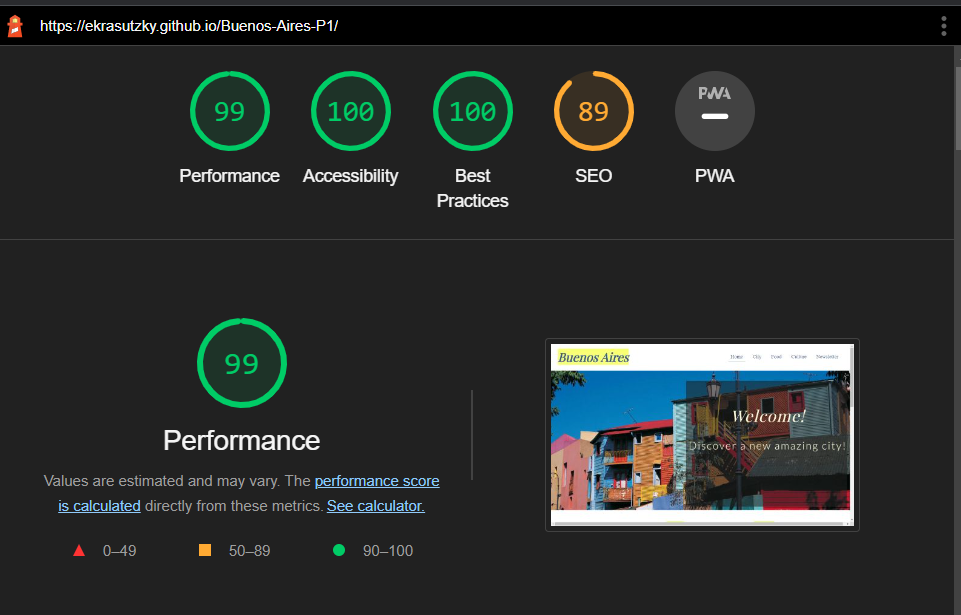 https://ekrasutzky.github.io/Buenos-Aires-P1/
99 100 100 89 PWA
Performance Accessibility Best Practices SEO PWA
99
Performance
Values are estimated and may vary. The performance score
is calculated directly from these metrics. See calculator.
0–49 50–89 90–100
Buenos Aires
Home City Food Culture Newsletter
Welcome!
Discover a new amazing city!